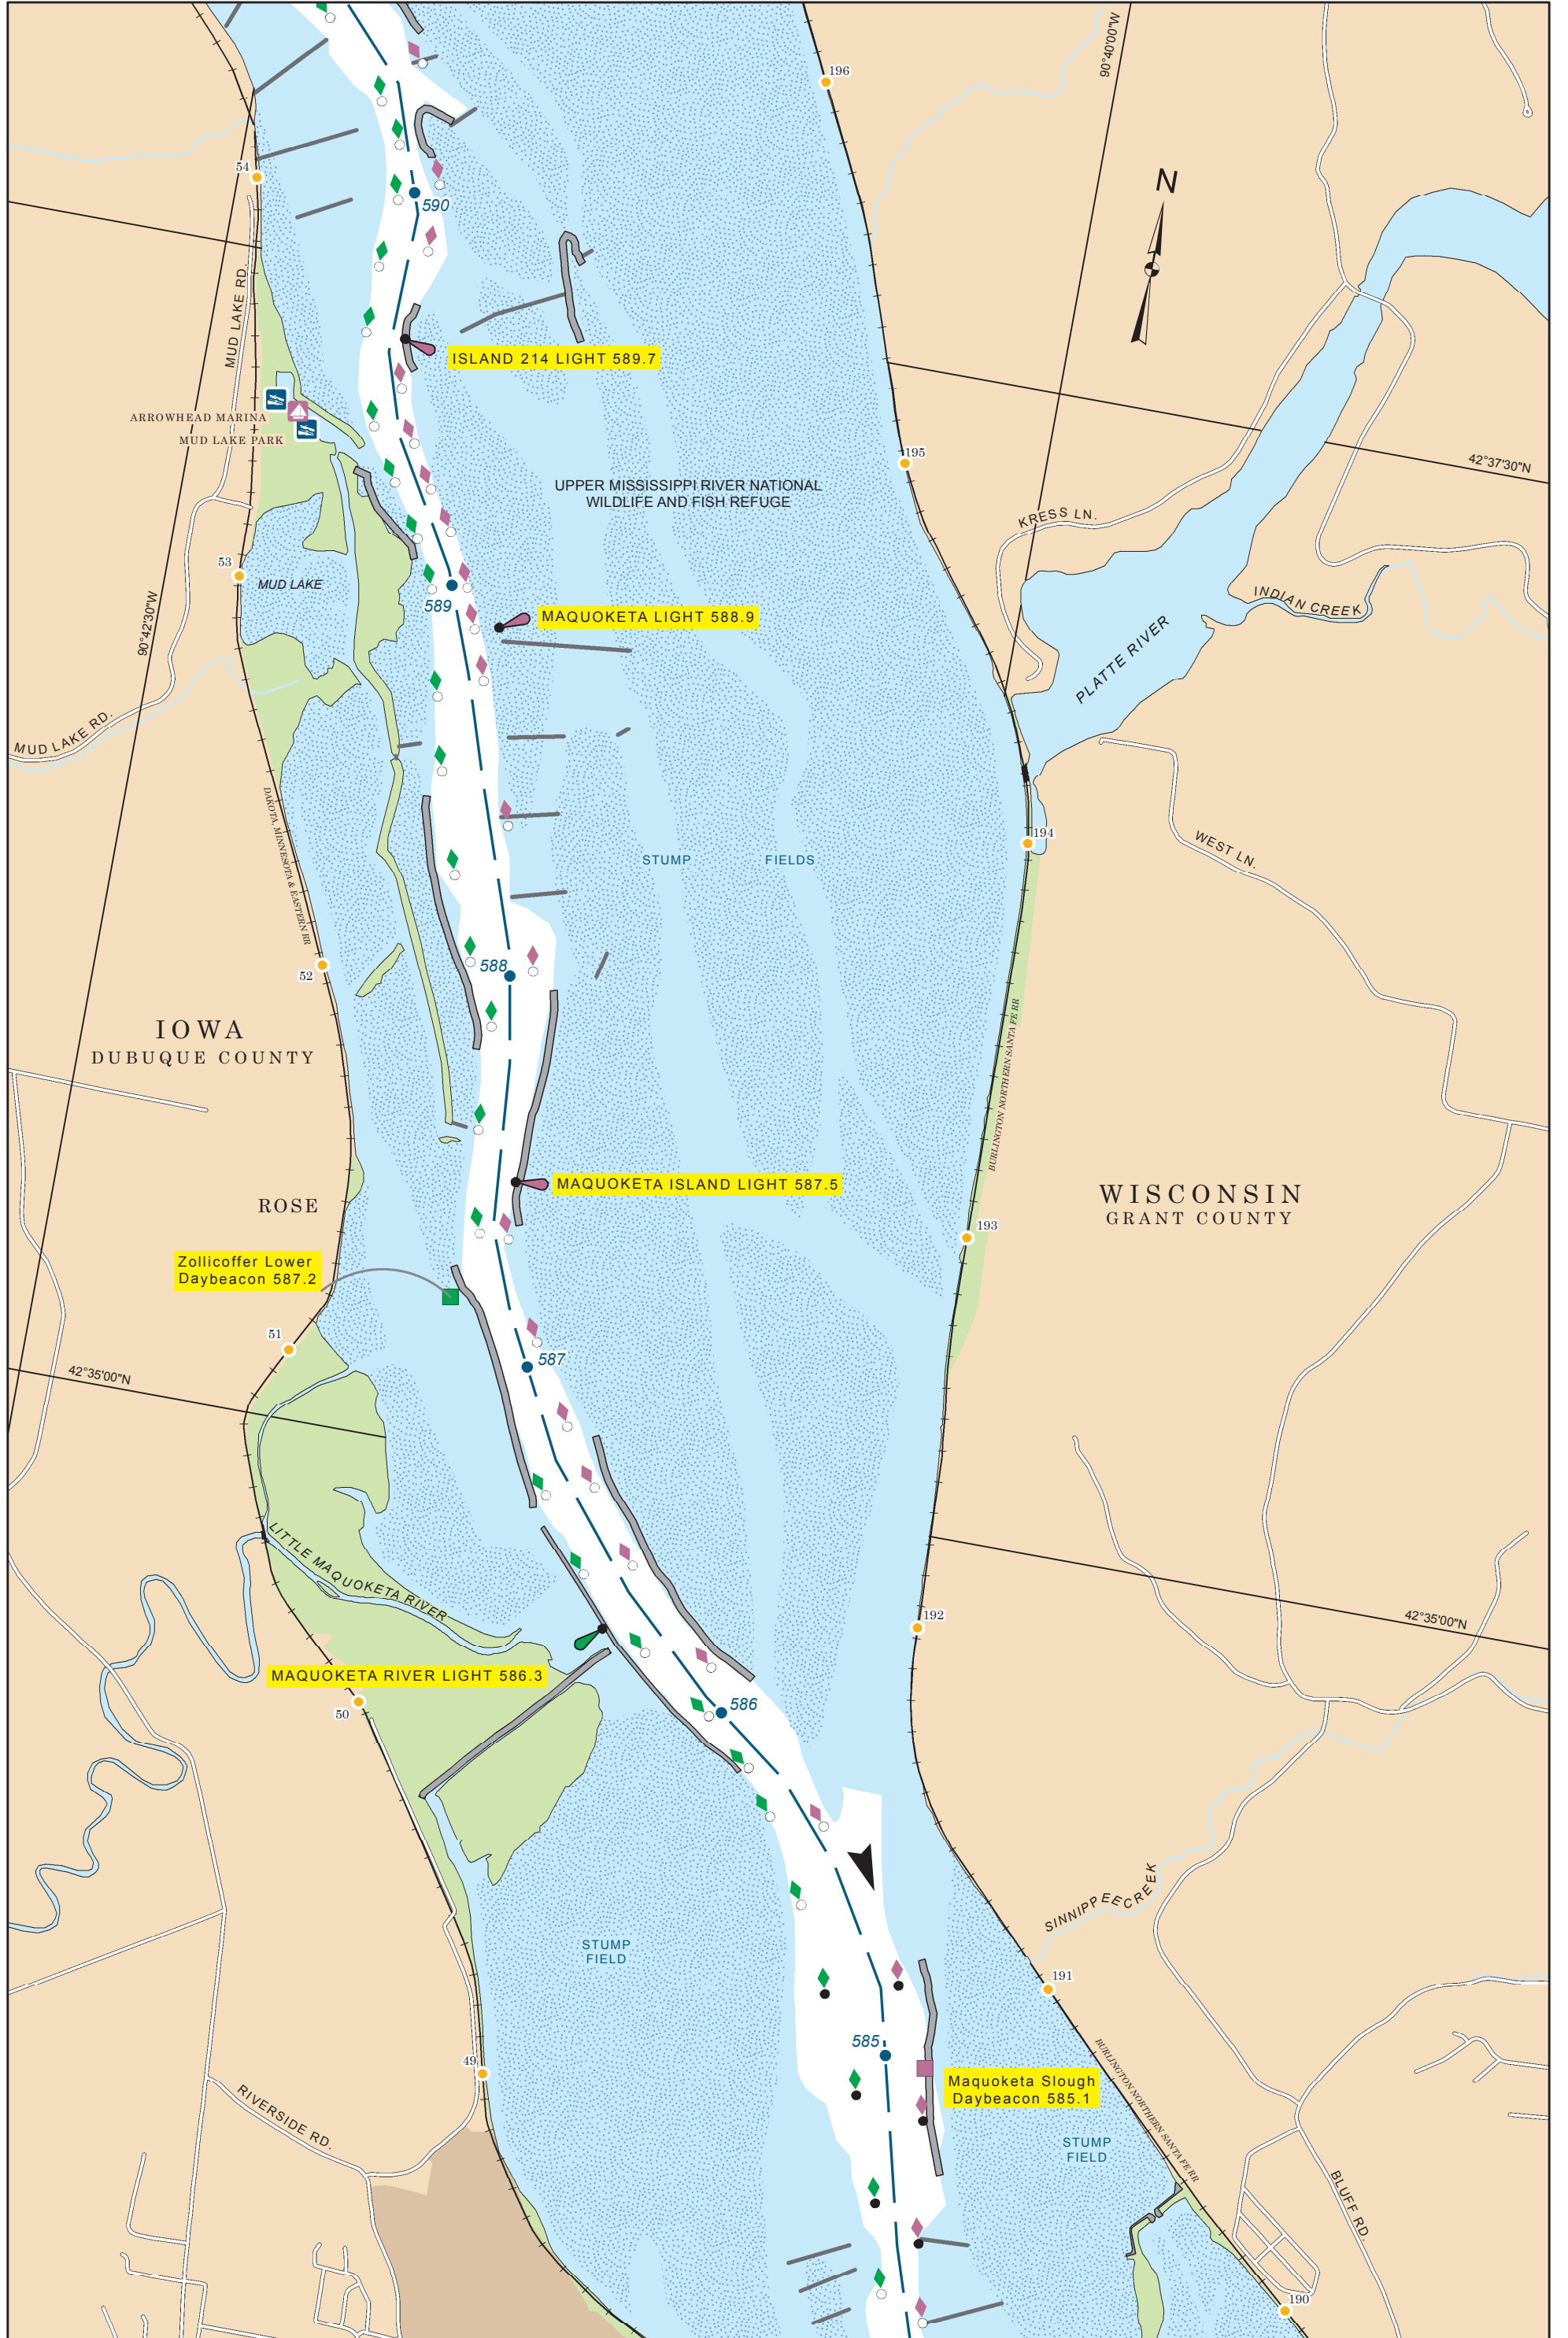 196
90°40'00"W
54
590
N
MUD LAKE RD.
ISLAND 214 LIGHT 589.7
ARROWHEAD MARINA
MUD LAKE PARK
195
42°37'30"N
UPPER MISSISSIPPI RIVER NATIONAL
WILDLIFE AND FISH REFUGE
KRESS LN.
53
MUD LAKE
589
90°42'30"W
INDIAN CREEK
MAQUOKETA LIGHT 588.9
PLATTE RIVER
MUD LAKE RD.
DAKOTA, MINNESOTA & EASTERN RR
194
WEST LN.
STUMP FIELDS
52
588
IOWA
DUBUQUE COUNTY
BURLINGTON NORTHERN SANTA FE RR
MAQUOKETA ISLAND LIGHT 587.5
WISCONSIN
GRANT COUNTY
ROSE
193
Zollicoffer Lower
Daybeacon 587.2
51
587
42°35'00"N
LITTLE MAQUOKETA RIVER
192
42°35'00"N
MAQUOKETA RIVER LIGHT 586.3
586
50
SINNIPPEE CREEK
STUMP
FIELD
191
585
49
Maquoketa Slough
Daybeacon 585.1
BURLINGTON NORTHERN SANTA FE RR
RIVERSIDE RD.
STUMP
FIELD
BLUFF RD.
190